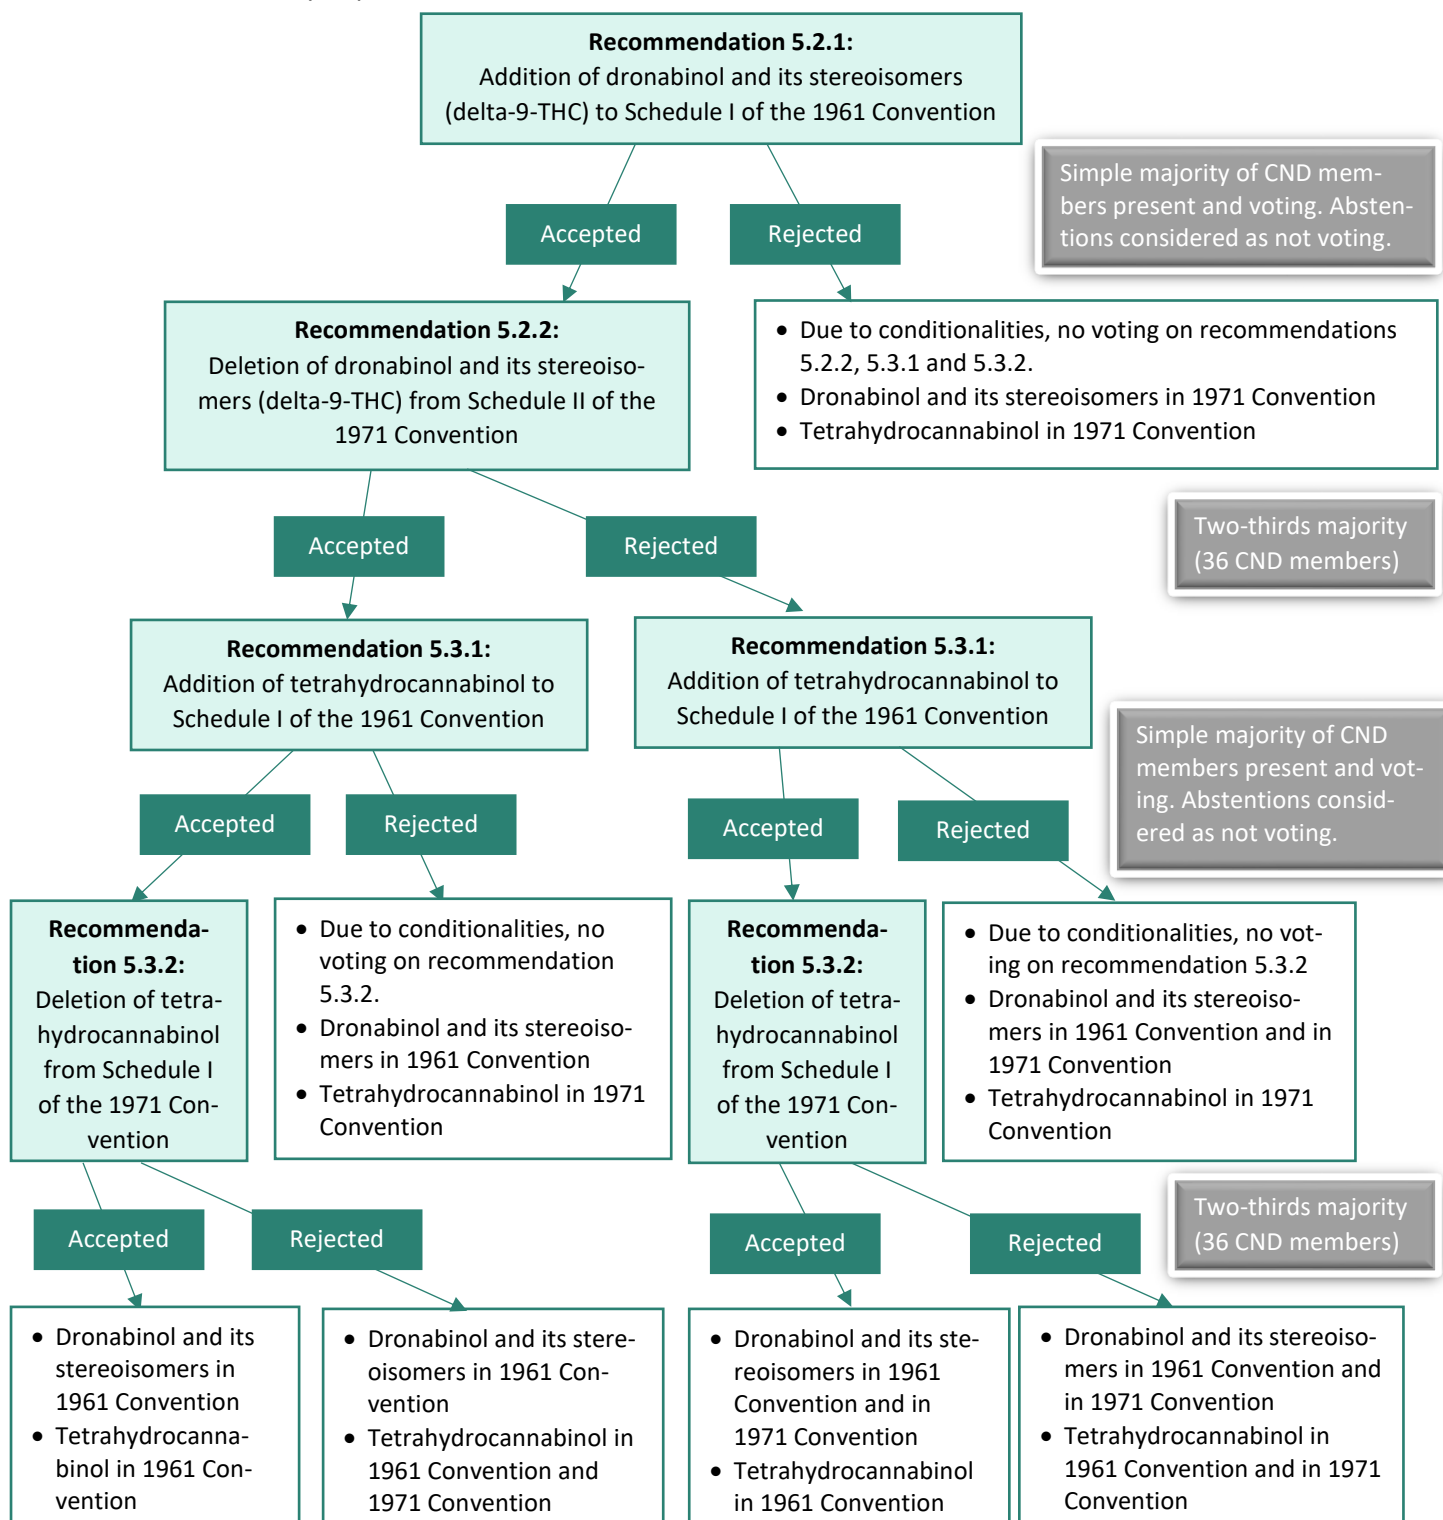 Recommendation 5.2.1:
Addition of dronabinol and its stereoisomers
(delta-9-THC) to Schedule I of the 1961 Convention
Simple majority of CND mem-
bers present and voting. Absten-
tions considered as not voting.
Accepted
Rejected
Recommendation 5.2.2:
Deletion of dronabinol and its stereoiso-
mers (delta-9-THC) from Schedule II of the
1971 Convention
• Due to conditionalities, no voting on recommendations
5.2.2, 5.3.1 and 5.3.2.
• Dronabinol and its stereoisomers in 1971 Convention
• Tetrahydrocannabinol in 1971 Convention
Two-thirds majority
(36 CND members)
Accepted
Rejected
Recommendation 5.3.1:
Addition of tetrahydrocannabinol to
Schedule I of the 1961 Convention
Recommendation 5.3.1:
Addition of tetrahydrocannabinol to
Schedule I of the 1961 Convention
Simple majority of CND
members present and vot-
ing. Abstentions consid-
ered as not voting.
Accepted
Rejected
Accepted
Rejected
Recommenda-
tion 5.3.2:
Deletion of tetra-
hydrocannabinol
from Schedule I
of the 1971 Con-
vention
• Due to conditionalities, no
voting on recommendation
5.3.2.
• Dronabinol and its stereoiso-
mers in 1961 Convention
• Tetrahydrocannabinol in 1971
Convention
Recommenda-
tion 5.3.2:
Deletion of tetra-
hydrocannabinol
from Schedule I
of the 1971 Con-
vention
• Due to conditionalities, no vot-
ing on recommendation 5.3.2
• Dronabinol and its stereoiso-
mers in 1961 Convention and in
1971 Convention
• Tetrahydrocannabinol in 1971
Convention
Two-thirds majority
(36 CND members)
Accepted
Rejected
Accepted
Rejected
• Dronabinol and its
stereoisomers in
1961 Convention
• Tetrahydrocanna-
binol in 1961 Con-
vention
• Dronabinol and its stere-
oisomers in 1961 Con-
vention
• Tetrahydrocannabinol in
1961 Convention and
1971 Convention
• Dronabinol and its ste-
reoisomers in 1961
Convention and in
1971 Convention
• Tetrahydrocannabinol
in 1961 Convention
• Dronabinol and its stereoiso-
mers in 1961 Convention and
in 1971 Convention
• Tetrahydrocannabinol in
1961 Convention and in 1971
Convention